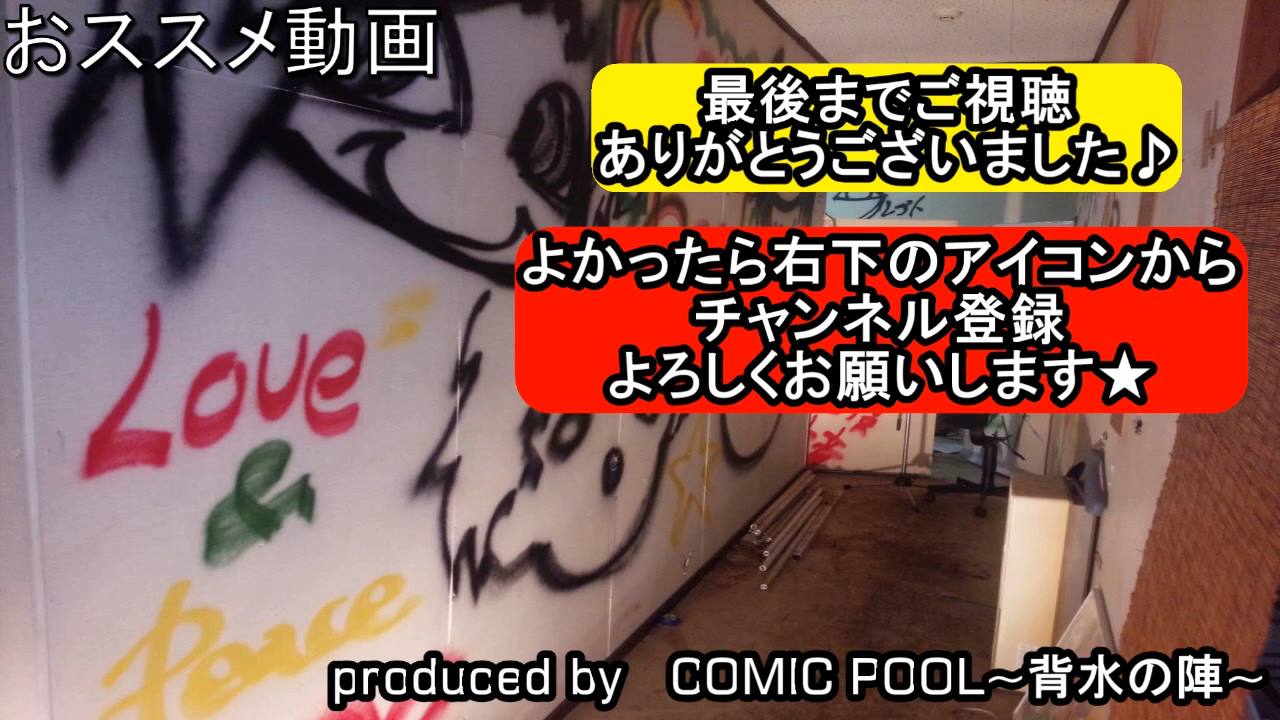 おススメ動画
最後までご視聴
ありがとうございました♪
よかったら右下のアイコンから
チャンネル登録
よろしくお願いします★
Love
&
Peace
produced by COMIC POOL～背水の陣～